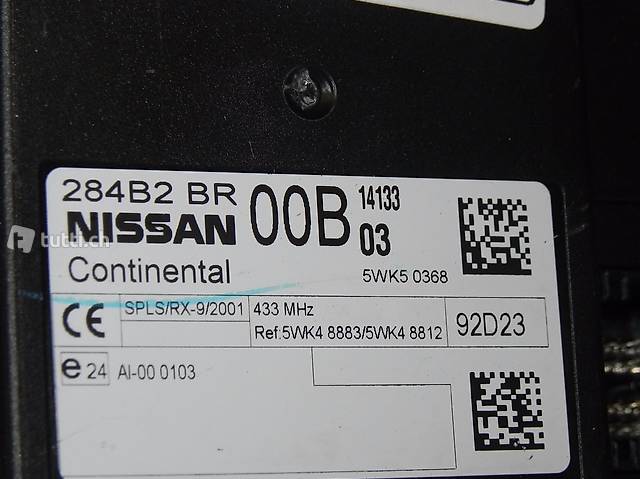 284B2 BR 00B 14133
NISSAN 03
tutti.ch
Continental 5WK5 0368
CE SPLS/RX-9/2001 433 MHz
Ref:5WK4 8883/5WK4 8812 92D23
e 24 AI-00 0103